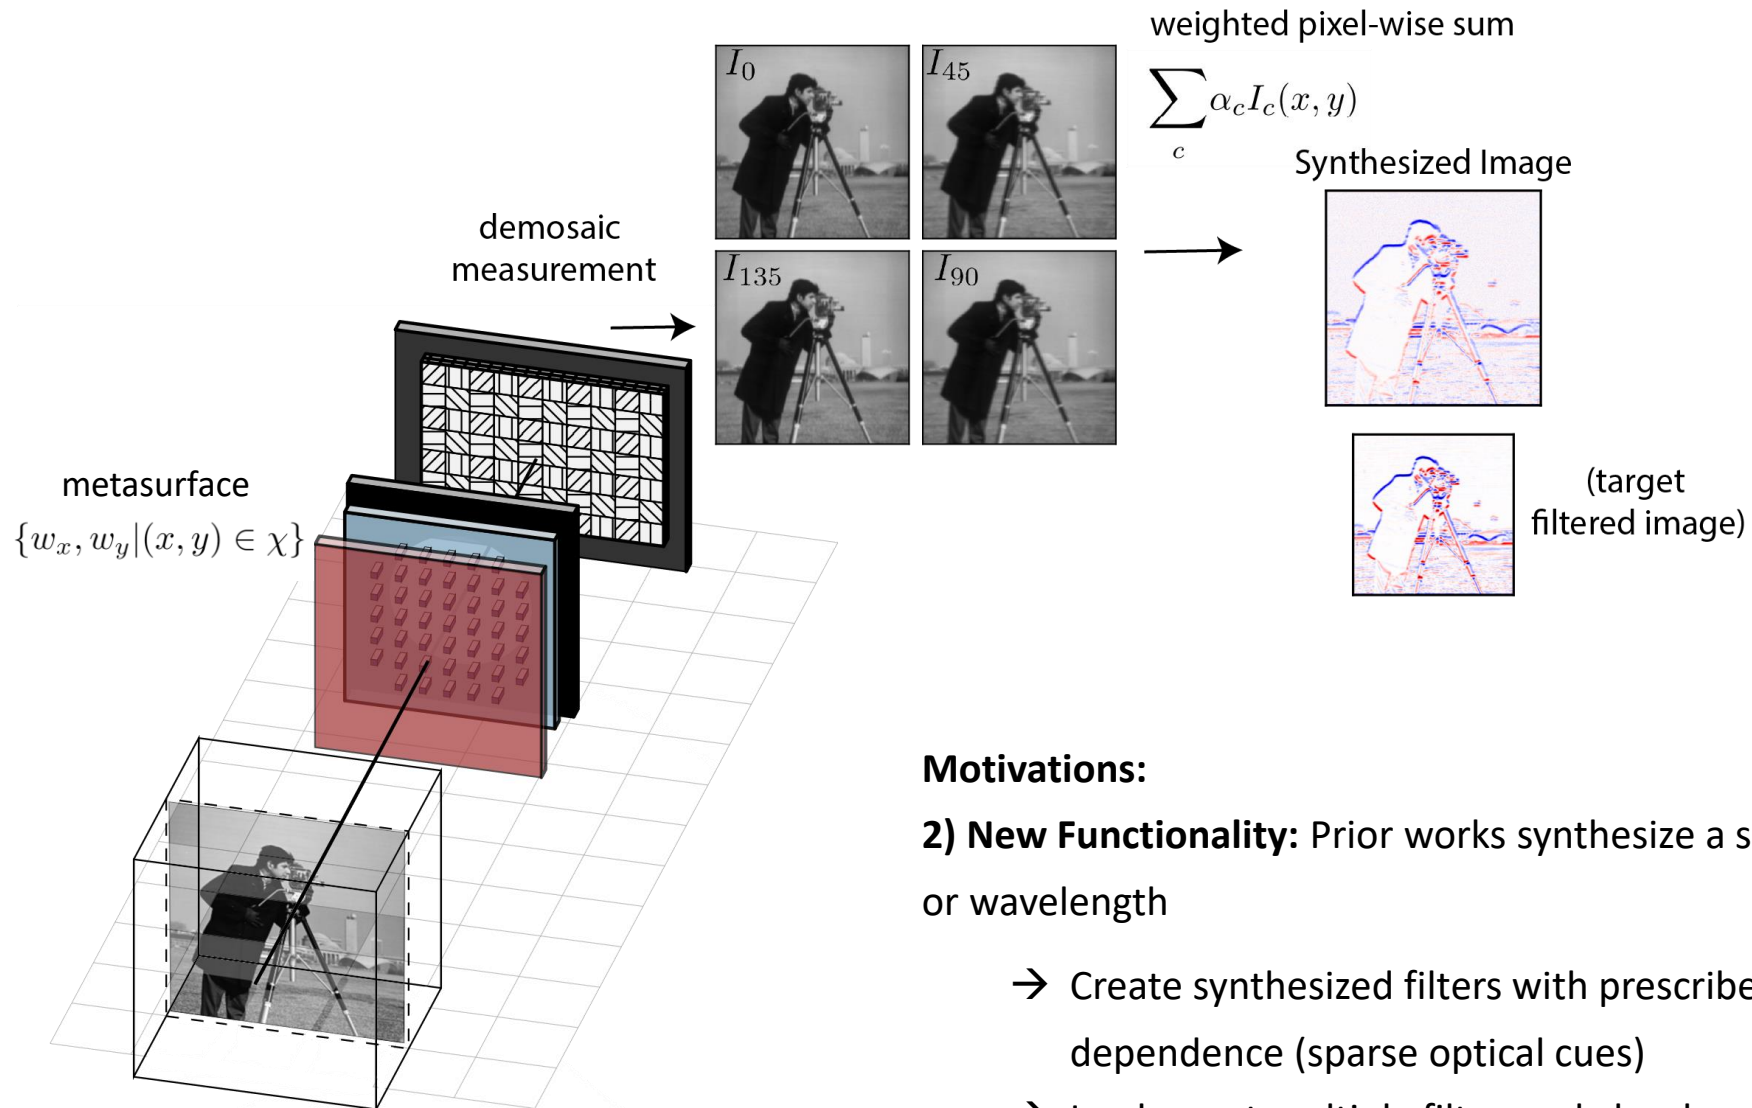 weighted pixel-wise sum
∑_c α_c I_c(x, y)
Synthesized Image
I_0
I_45
I_135
I_90
demosaic
measurement
(target
filtered image)
metasurface
{w_x, w_y|(x, y) ∈ χ}
Motivations:
2) New Functionality: Prior works synthesize a s
or wavelength
→ Create synthesized filters with prescribe
dependence (sparse optical cues)